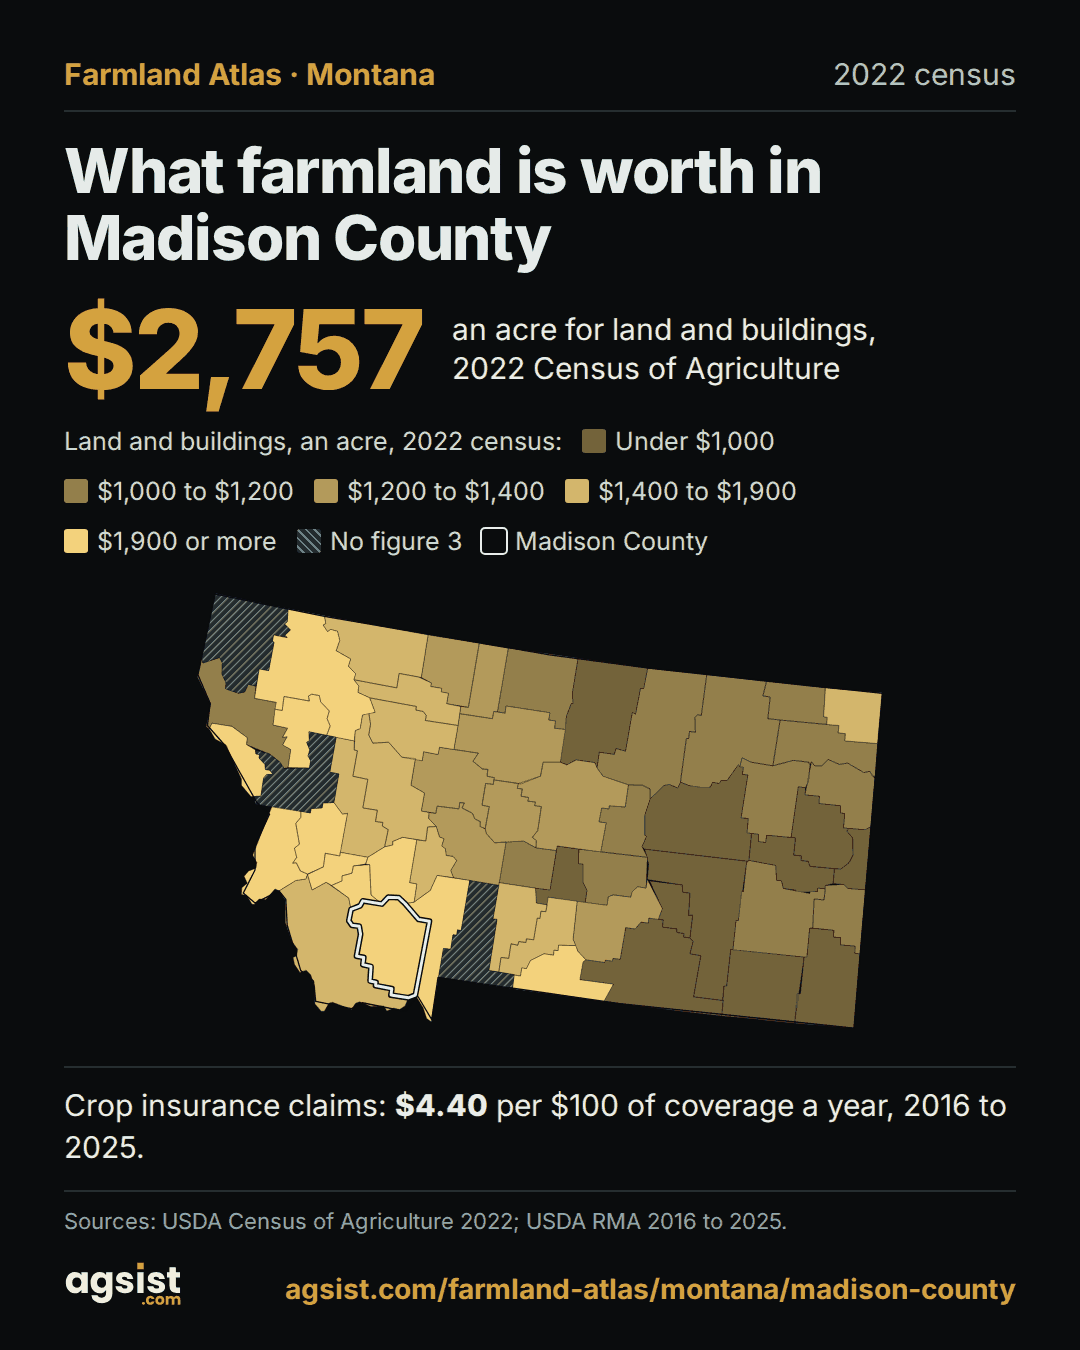 Farmland Atlas · Montana
2022 census
What farmland is worth in
Madison County
$2,757
an acre for land and buildings,
2022 Census of Agriculture
Land and buildings, an acre, 2022 census:
Under $1,000
$1,000 to $1,200
$1,200 to $1,400
$1,400 to $1,900
$1,900 or more
No figure 3
Madison County
Crop insurance claims: $4.40 per $100 of coverage a year, 2016 to
2025.
Sources: USDA Census of Agriculture 2022; USDA RMA 2016 to 2025.
agsist
.com
agsist.com/farmland-atlas/montana/madison-county